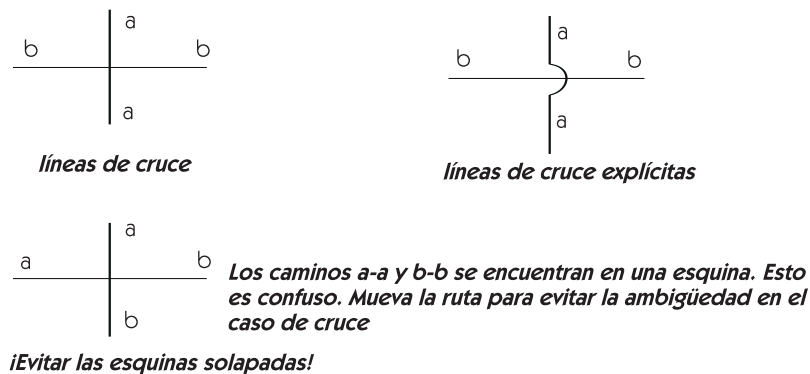 a
b b
a
líneas de cruce
a
b b
a
líneas de cruce explícitas
a
a b
b
Los caminos a-a y b-b se encuentran en una esquina. Esto
es confuso. Mueva la ruta para evitar la ambigüedad en el
caso de cruce
¡Evitar las esquinas solapadas!